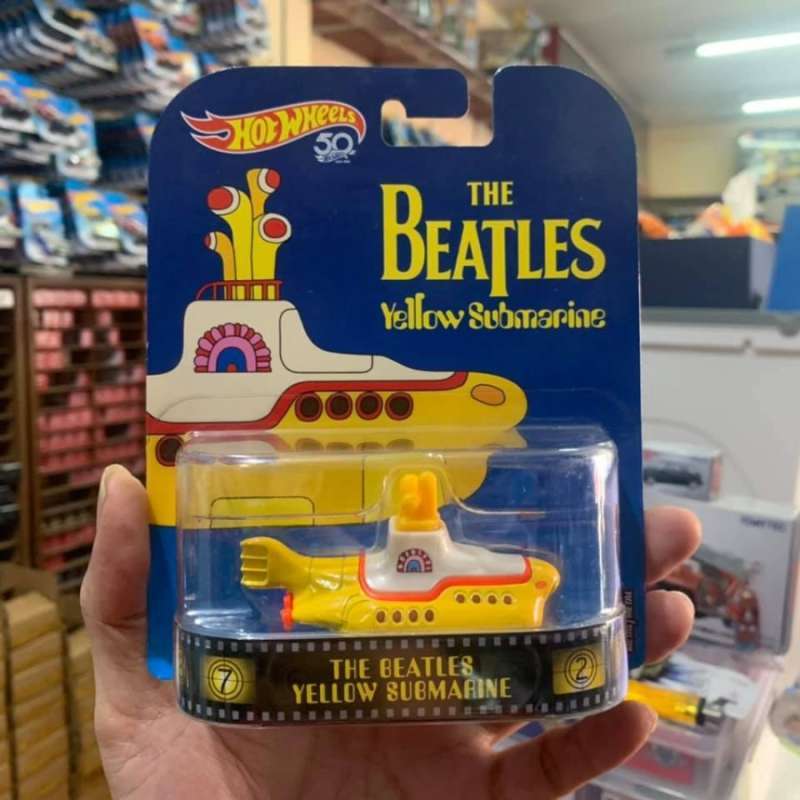 HOT WHEELS
50
THE
BEATLES
Yellow Submarine
7
THE BEATLES
YELLOW SUBMARINE
2